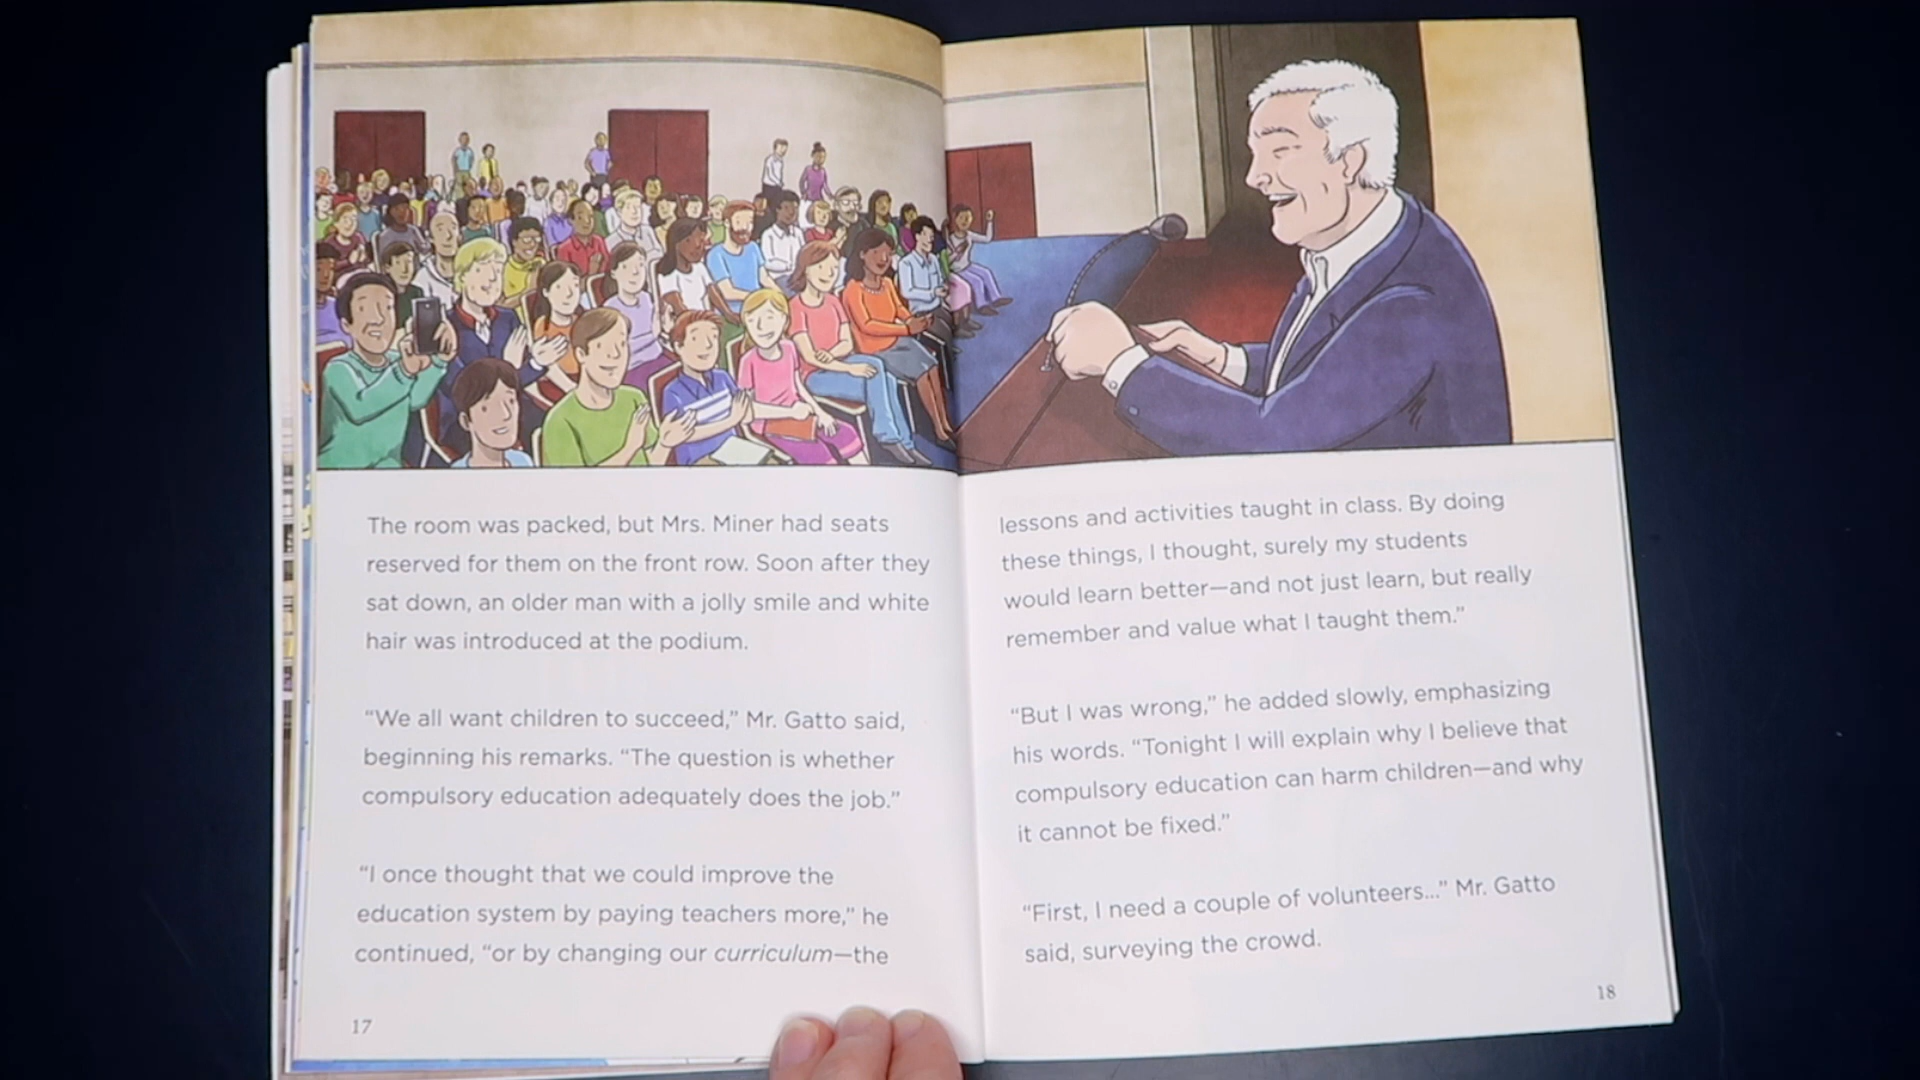 The room was packed, but Mrs. Miner had seats
reserved for them on the front row. Soon after they
sat down, an older man with a jolly smile and white
hair was introduced at the podium.
“We all want children to succeed,” Mr. Gatto said,
beginning his remarks. “The question is whether
compulsory education adequately does the job.”
“I once thought that we could improve the
education system by paying teachers more,” he
continued, “or by changing our curriculum—the
17
lessons and activities taught in class. By doing
these things, I thought, surely my students
would learn better—and not just learn, but really
remember and value what I taught them.”
“But I was wrong,” he added slowly, emphasizing
his words. “Tonight I will explain why I believe that
compulsory education can harm children—and why
it cannot be fixed.”
“First, I need a couple of volunteers...” Mr. Gatto
said, surveying the crowd.
18